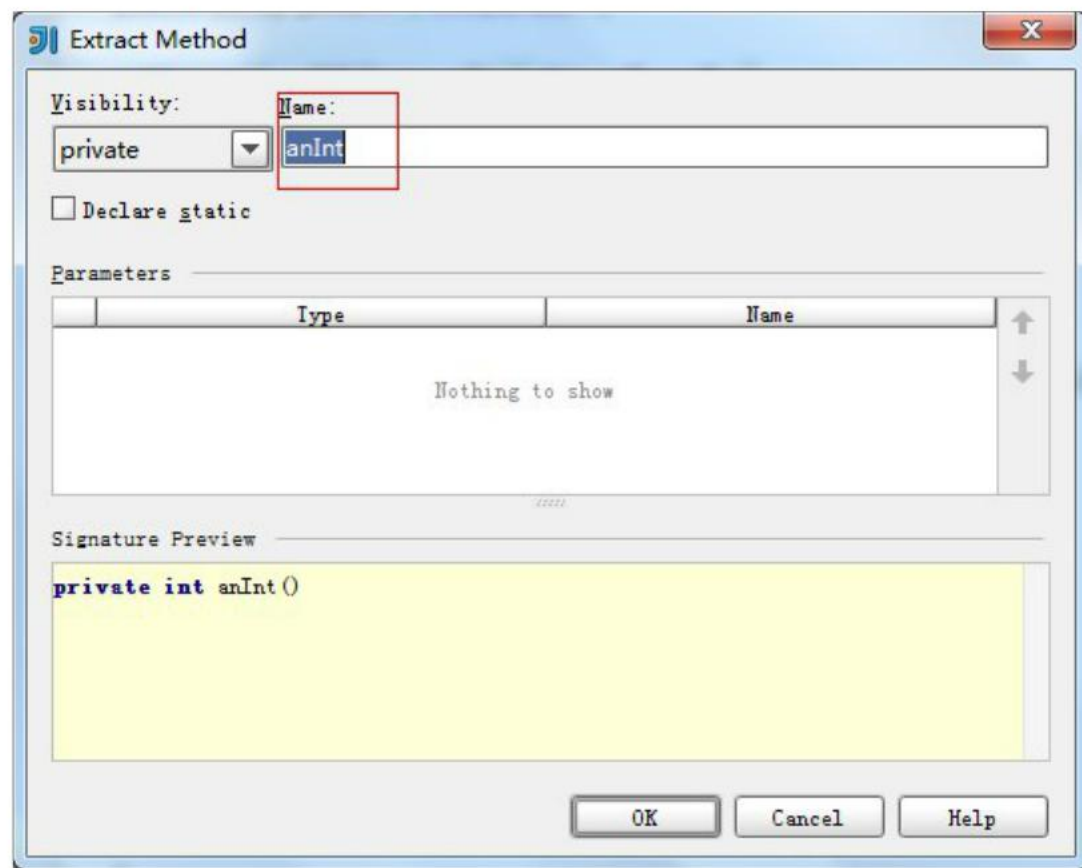 Extract Method
Visibility: Name:
private anInt
Declare static
Parameters
Type Name
Nothing to show
Signature Preview
private int anInt()
OK Cancel Help